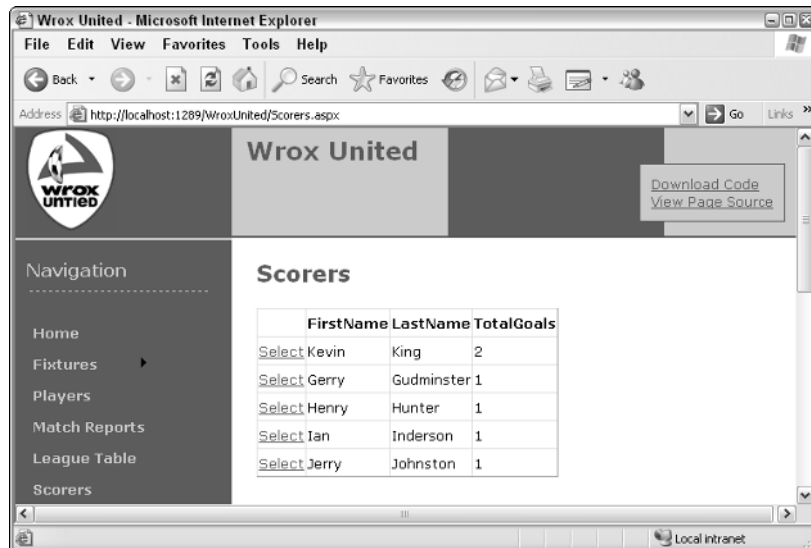 Wrox United - Microsoft Internet Explorer
File Edit View Favorites Tools Help
Back Search Favorites
Address http://localhost:1289/WroxUnited/Scorers.aspx Go Links »
wrox
UNTIED
Wrox United
Download Code
View Page Source
Navigation
Home
Fixtures
Players
Match Reports
League Table
Scorers
Scorers
FirstName LastName TotalGoals
Select Kevin King 2
Select Gerry Gudminster 1
Select Henry Hunter 1
Select Ian Inderson 1
Select Jerry Johnston 1
Local intranet